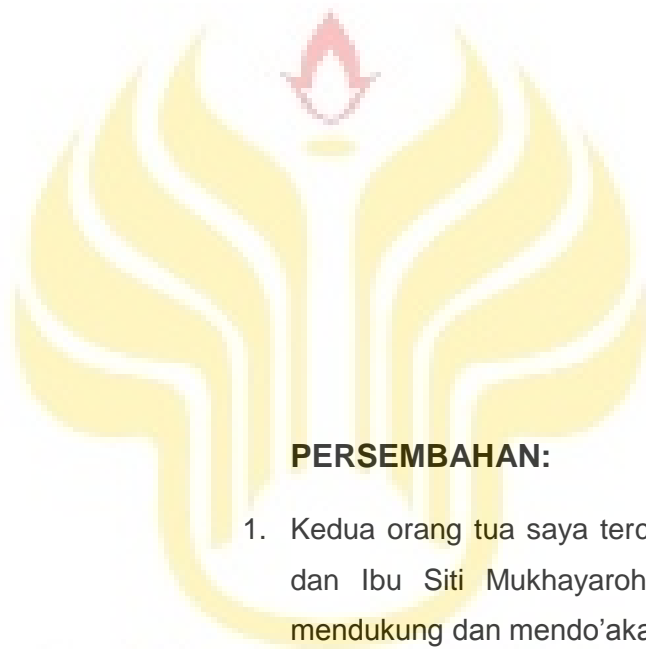 PERSEMBAHAN:
1. Kedua orang tua saya
dan Ibu Siti Mukhayaroh
mendukung dan